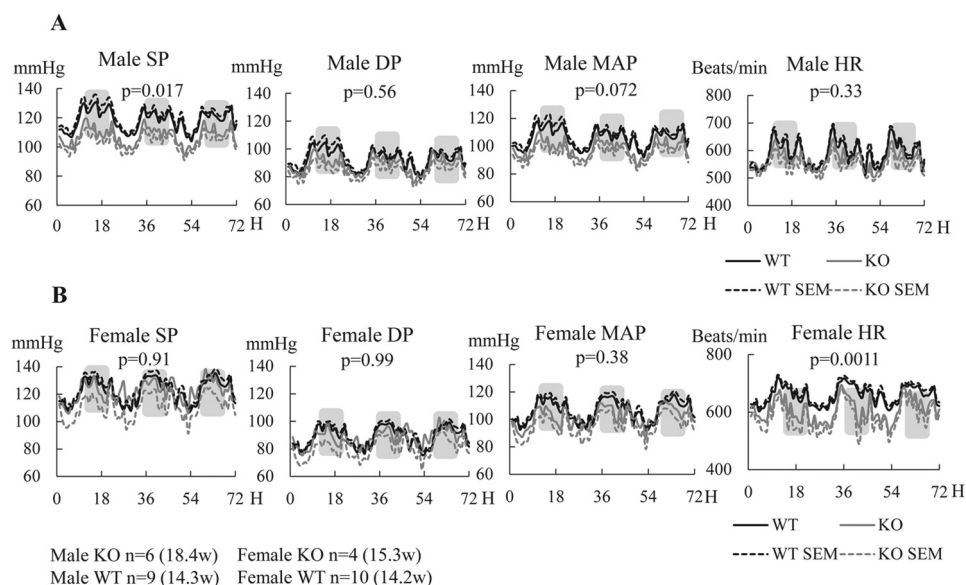 A
Male SP
mmHg
p=0.017
140
120
100
80
60
0 18 36 54 72 H
Male DP
mmHg
p=0.56
140
120
100
80
60
0 18 36 54 72 H
Male MAP
mmHg
p=0.072
140
120
100
80
60
0 18 36 54 72 H
Male HR
Beats/min
p=0.33
800
700
600
500
400
0 18 36 54 72 H
WT KO
WT SEM KO SEM
B
Female SP
mmHg
p=0.91
140
120
100
80
60
0 18 36 54 72 H
Female DP
mmHg
p=0.99
140
120
100
80
60
0 18 36 54 72 H
Female MAP
mmHg
p=0.38
140
120
100
80
60
0 18 36 54 72 H
Female HR
Beats/min
p=0.0011
800
600
400
0 18 36 54 72 H
WT KO
WT SEM KO SEM
Male KO n=6 (18.4w) Female KO n=4 (15.3w)
Male WT n=9 (14.3w) Female WT n=10 (14.2w)